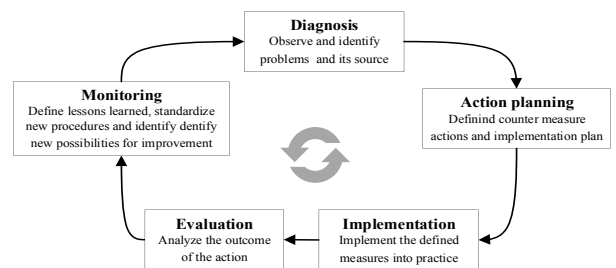 Diagnosis
Observe and identify
problems and its source
Action planning
Definind counter measure
actions and implementation plan
Implementation
Implement the defined
measures into practice
Evaluation
Analyze the outcome
of the action
Monitoring
Define lessons learned, standardize
new procedures and identify dentify
new possibilities for improvement